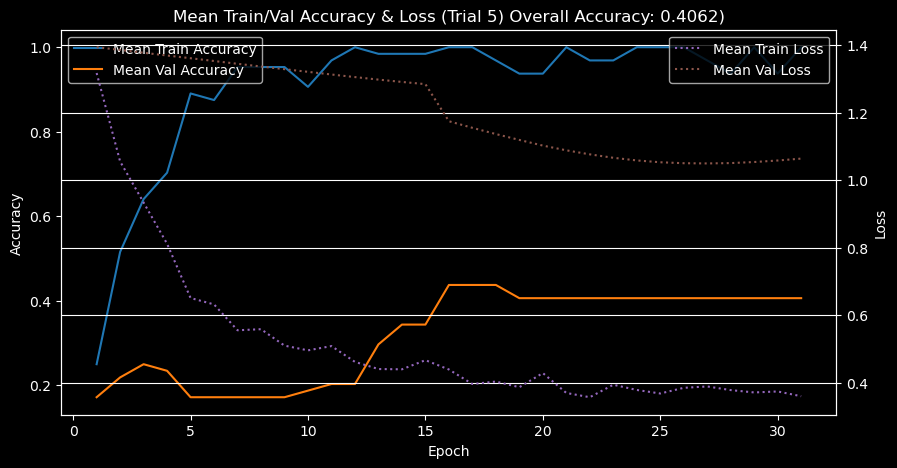 Mean Train/Val Accuracy & Loss (Trial 5) Overall Accuracy: 0.4062)
Mean Train Accuracy
Mean Val Accuracy
Mean Train Loss
Mean Val Loss
1.0
0.8
0.6
0.4
0.2
Accuracy
1.4
1.2
1.0
0.8
0.6
0.4
Loss
0 5 10 15 20 25 30
Epoch